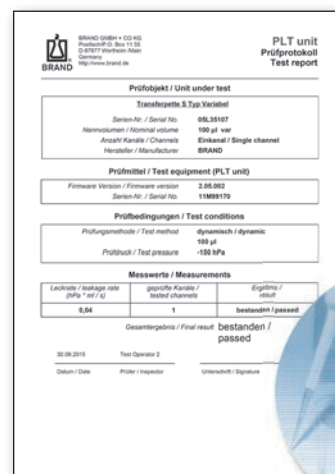 BRAND GMBH + CO KG
Postfach/P.O. Box 11 55
D-97877 Wertheim /Main
Germany
http://www.brand.de
BRAND
PLT unit
Prüfprotokoll
Test report
Prüfobjekt / Unit under test
Transferpette S Typ Variabel
Serien-Nr. / Serial No. 05L35107
Nennvolumen / Nominal volume 100 µl var
Anzahl Kanäle / Channels Einkanal / Single channel
Hersteller / Manufacturer BRAND
Prüfmittel / Test equipment (PLT unit)
Firmware Version / Firmware version 2.05.002
Serien-Nr. / Serial No. 11M99170
Prüfbedingungen / Test conditions
Prüfungsmethode / Test method dynamisch / dynamic
100 µl
Prüfdruck / Test pressure -150 hPa
Messwerte / Measurements
Leckrate / leakage rate (hPa * ml / s) geprüfte Kanäle / tested channels Ergebnis / result
0,04 1 bestanden / passed
Gesamtergebnis / Final result bestanden / passed
30.09.2015 Test Operator 2
Datum / Date Prüfer / Inspector Unterschrift / Signature